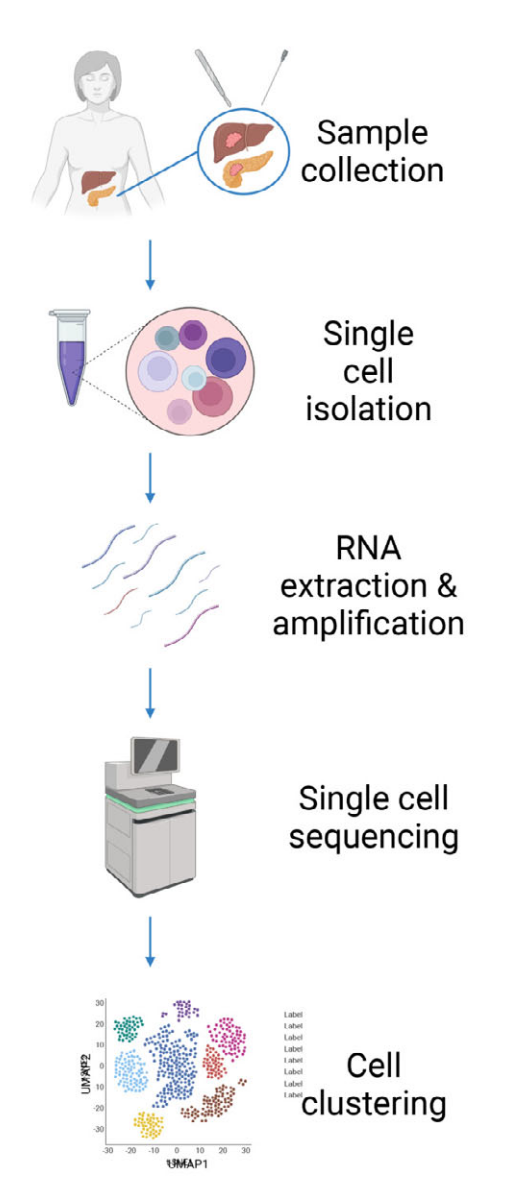 Sample
collection
Single
cell
isolation
RNA
extraction &
amplification
Single cell
sequencing
30
20
10
0
-10
-20
-30
UMAP2
-30
-20
-10
0
10
20
30
UMAP1
Label
Label
Label
Label
Label
Label
Label
Label
Cell
clustering